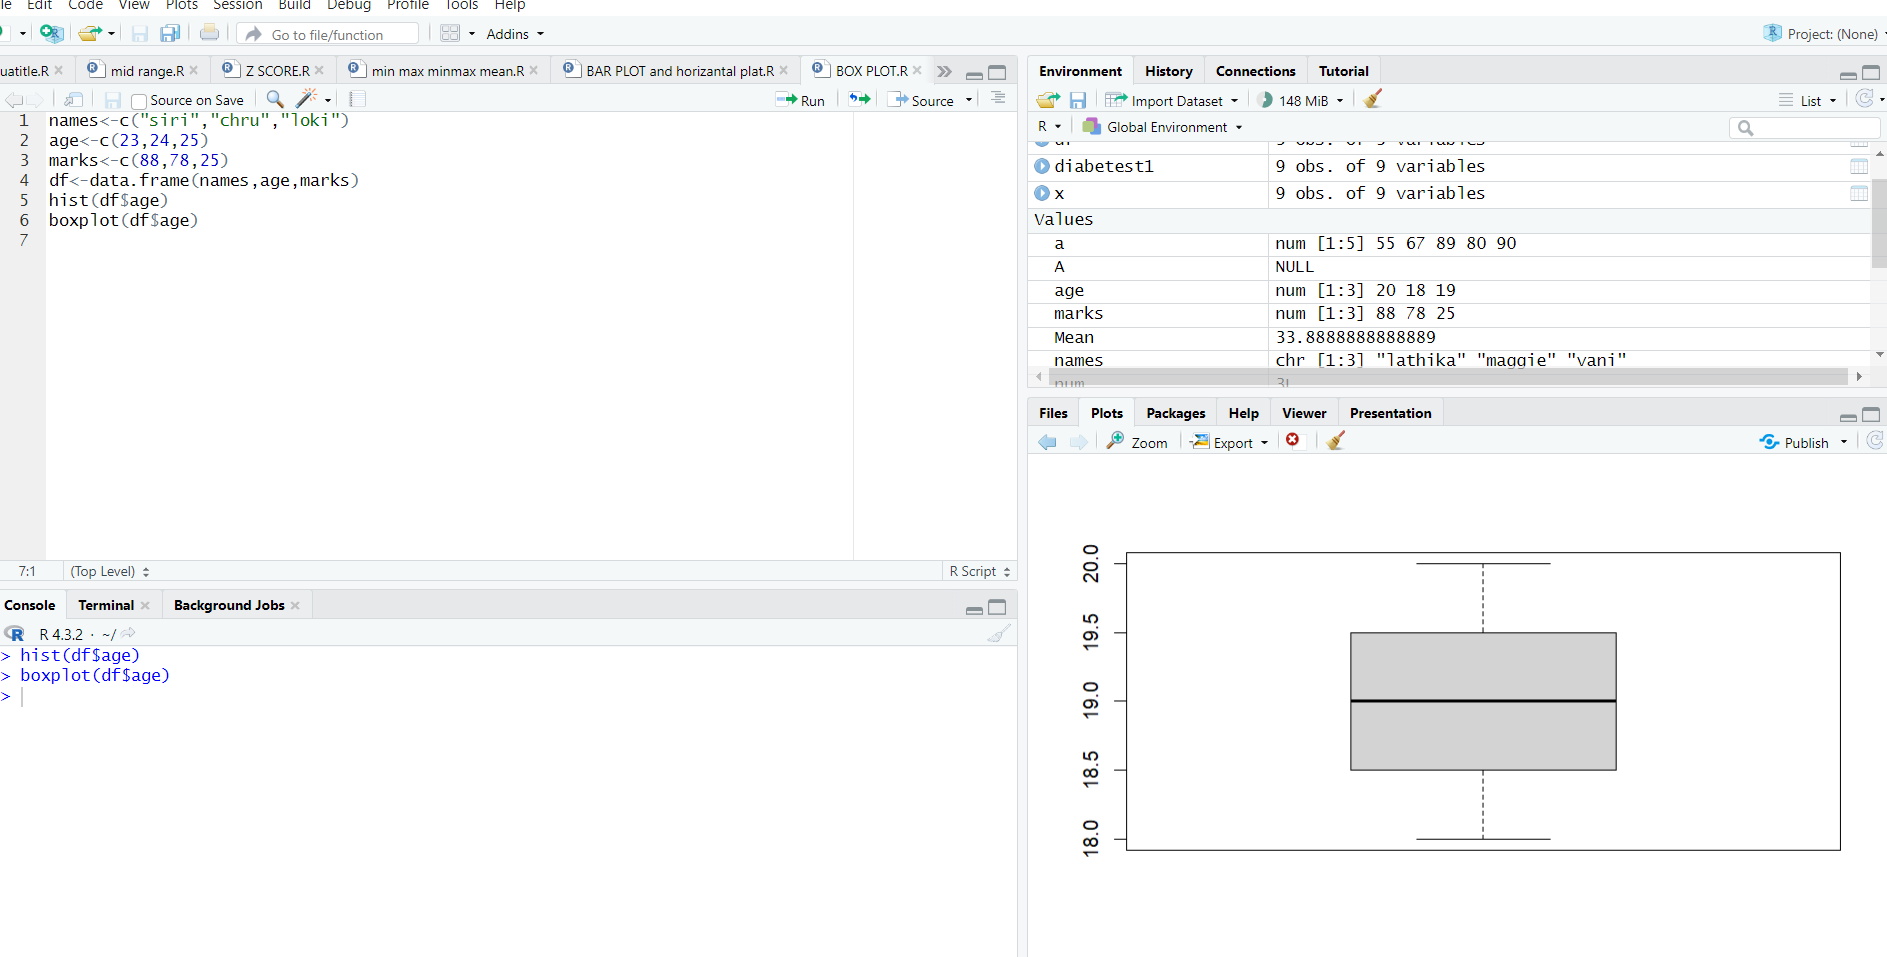 Edit Code View Plots Session Build Debug Profile Tools Help
Go to file/function Addins Project: (None)
uatitle.R mid range.R Z SCORE.R min max minmax mean.R BAR PLOT and horizantal plat.R BOX PLOT.R
Source on Save Run Source
1 names<-c("siri","chru","loki")
2 age<-c(23,24,25)
3 marks<-c(88,78,25)
4 df<-data.frame(names,age,marks)
5 hist(df$age)
6 boxplot(df$age)
7
7:1 (Top Level) R Script
Console Terminal Background Jobs
R 4.3.2 · ~/
> hist(df$age)
> boxplot(df$age)
>
Environment History Connections Tutorial
Import Dataset 148 MiB List
R Global Environment
df 9 obs. of 9 variables
diabetest1 9 obs. of 9 variables
x 9 obs. of 9 variables
Values
a num [1:5] 55 67 89 80 90
A NULL
age num [1:3] 20 18 19
marks num [1:3] 88 78 25
Mean 33.8888888888889
names chr [1:3] "lathika" "maggie" "vani"
num 3L
Files Plots Packages Help Viewer Presentation
Zoom Export Publish
20.0
19.5
19.0
18.5
18.0